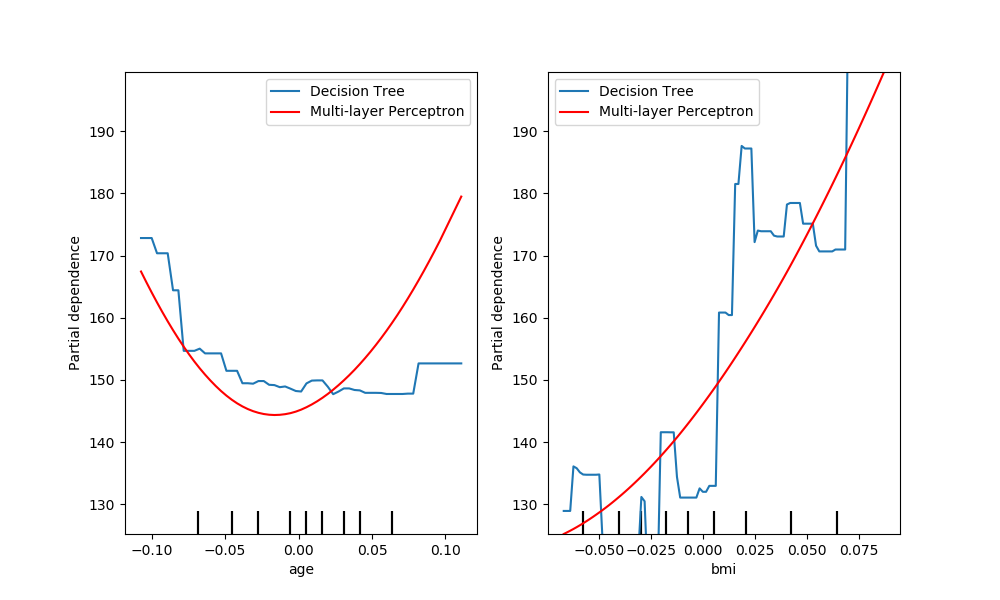 Decision Tree
Multi-layer Perceptron
190
180
170
160
150
140
130
Partial dependence
−0.10 −0.05 0.00 0.05 0.10
age
Decision Tree
Multi-layer Perceptron
190
180
170
160
150
140
130
Partial dependence
−0.050 −0.025 0.000 0.025 0.050 0.075
bmi